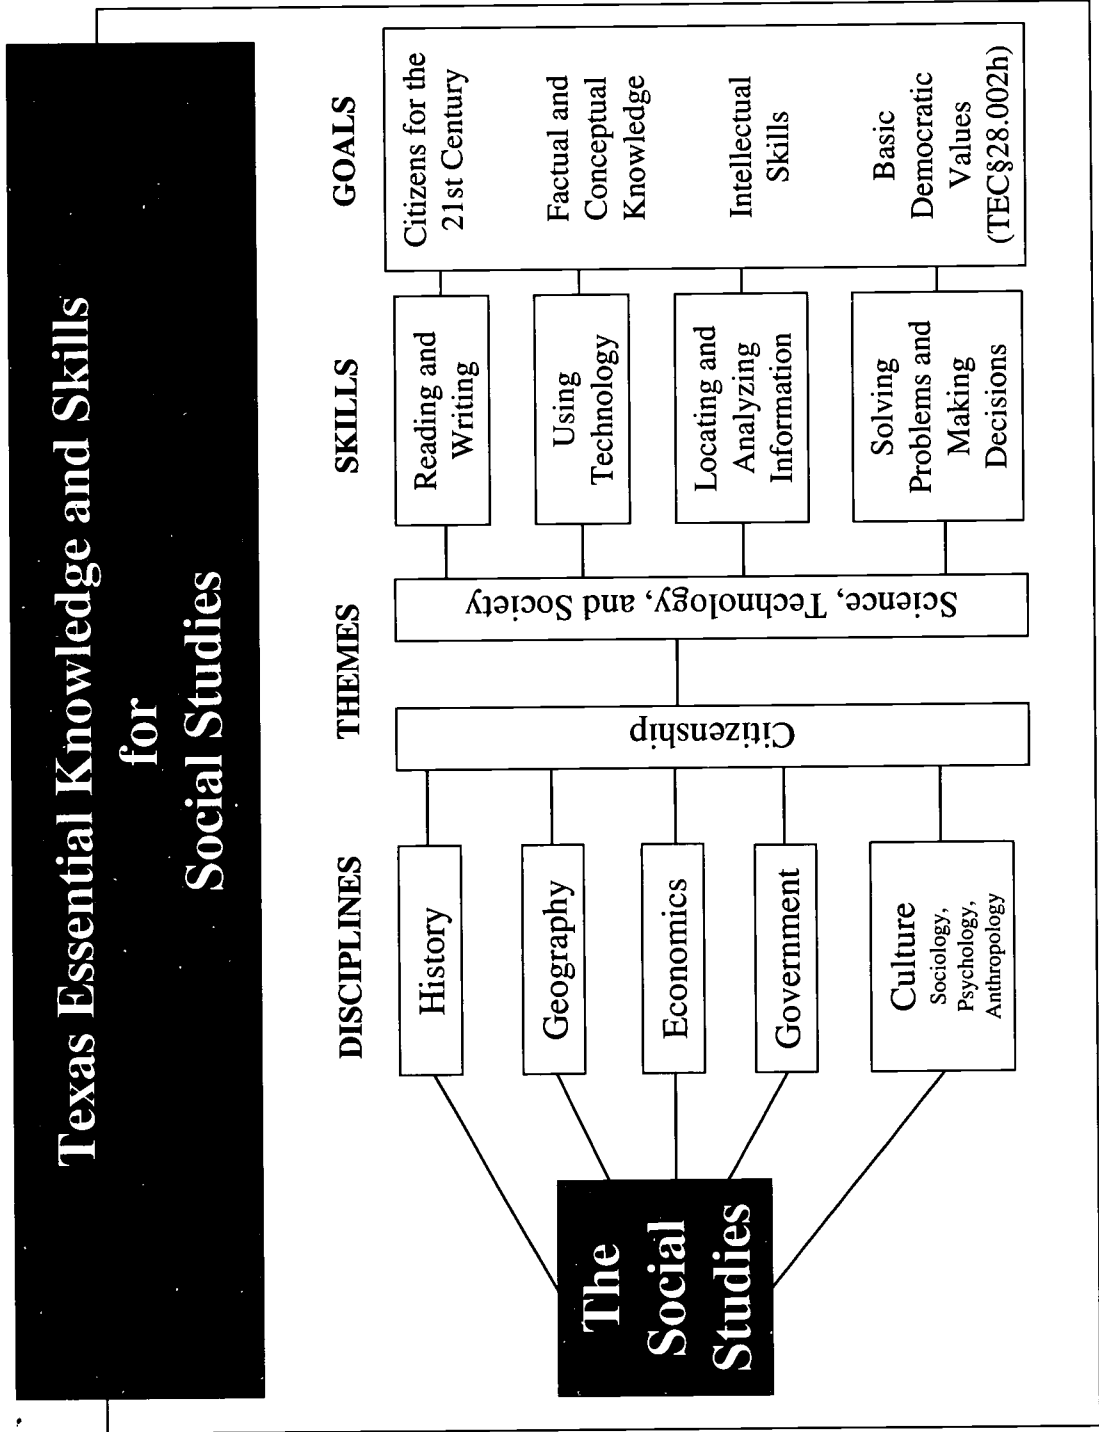 Texas Essential Knowledge and Skills
for
Social Studies
DISCIPLINES
THEMES
SKILLS
GOALS
The
Social
Studies
History
Geography
Economics
Government
Culture
Sociology,
Psychology,
Anthropology
Citizenship
Science, Technology, and Society
Reading and
Writing
Using
Technology
Locating and
Analyzing
Information
Solving
Problems and
Making
Decisions
Citizens for the
21st Century
Factual and
Conceptual
Knowledge
Intellectual
Skills
Basic
Democratic
Values
(TEC§28.002h)